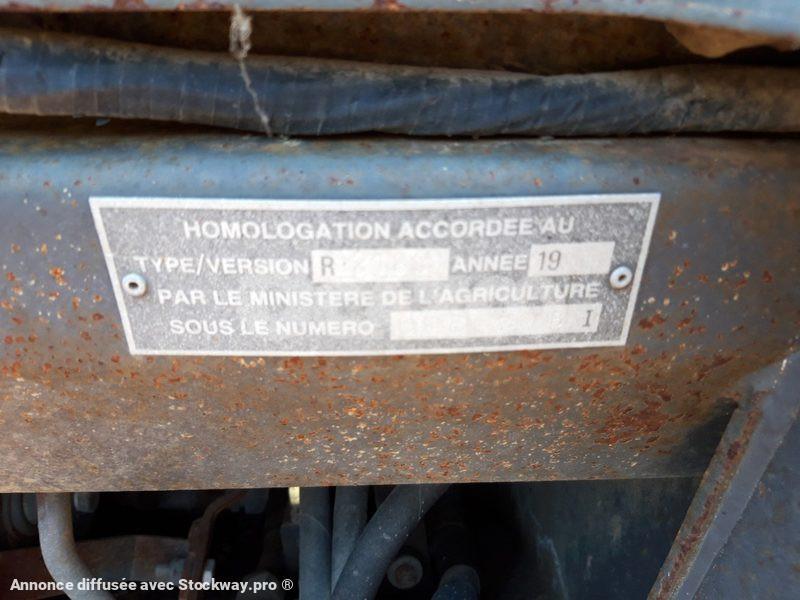 HOMOLOGATION ACCORDEE AU
TYPE/VERSION R ANNEE 19
PAR LE MINISTERE DE L'AGRICULTURE
SOUS LE NUMERO I
Annonce diffusée avec Stockway.pro ®